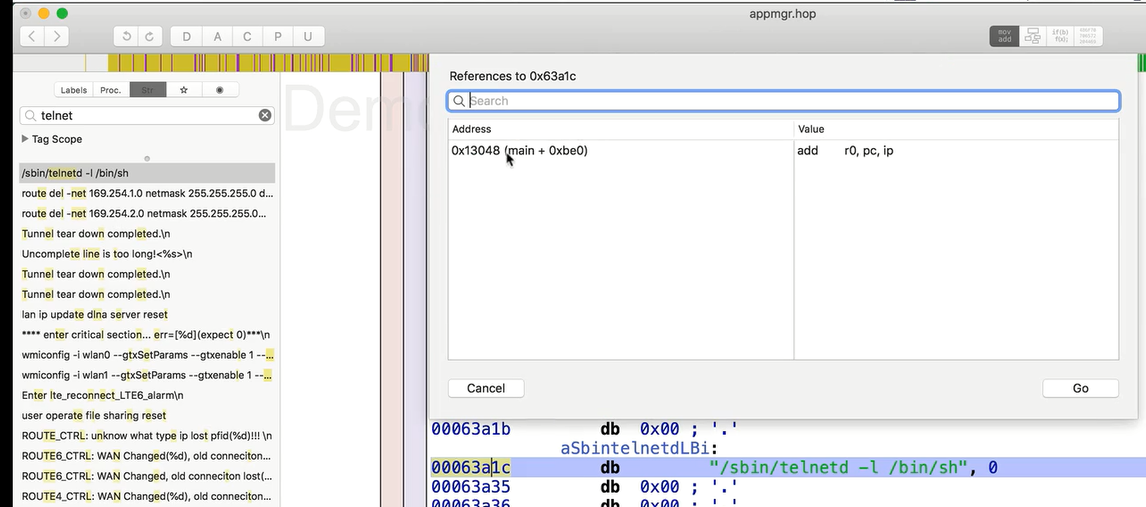 appmgr.hop
D A C P U
mov
add
if(b)
f(x);
Labels Proc. Str
telnet
Tag Scope
/sbin/telnetd -l /bin/sh
route del -net 169.254.1.0 netmask 255.255.255.0 d...
route del -net 169.254.2.0 netmask 255.255.255.0...
Tunnel tear down completed.\n
Uncomplete line is too long!<%s>\n
Tunnel tear down completed.\n
Tunnel tear down completed.\n
lan ip update dlna server reset
**** enter critical section... err=[%d](expect 0)***\n
wmiconfig -i wlan0 --gtxSetParams --gtxenable 1 --...
wmiconfig -i wlan1 --gtxSetParams --gtxenable 1 --...
Enter lte_reconnect_LTE6_alarm\n
user operate file sharing reset
ROUTE_CTRL: unknow what type ip lost pfid(%d)!!! \n
ROUTE6_CTRL: WAN Changed(%d), old conneciton...
ROUTE6_CTRL: WAN Changed, old conneciton lost(...
ROUTE4_CTRL: WAN Changed(%d), old conneciton...
Dem
References to 0x63a1c
Search
Address Value
0x13048 (main + 0xbe0) add r0, pc, ip
Cancel Go
00063a1b db 0x00 ; '.'
aSbintelnetdLBi:
00063a1c db "/sbin/telnetd -l /bin/sh", 0
00063a35 db 0x00 ; '.'
00063a36 db 0x00 ; '.'